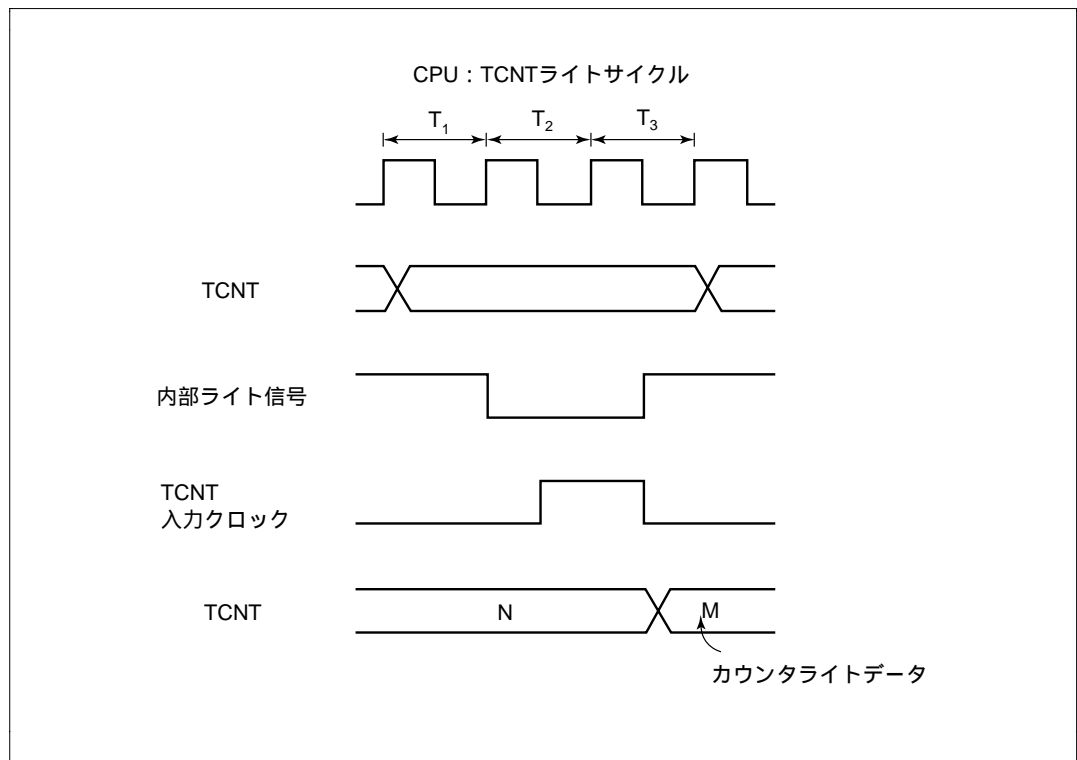 CPU：TCNTライトサイクル
T1 T2 T3
TCNT
内部ライト信号
TCNT
入力クロック
TCNT N M
カウンタライトデータ